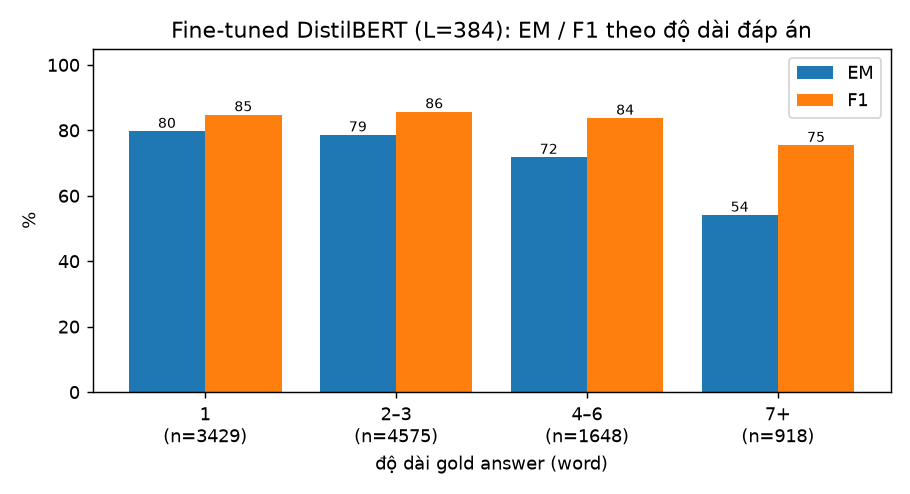 Fine-tuned DistilBERT (L=384): EM / F1 theo độ dài đáp án
100
80
60
40
20
0
%
EM
F1
80
85
79
86
72
84
54
75
1
(n=3429)
2–3
(n=4575)
4–6
(n=1648)
7+
(n=918)
độ dài gold answer (word)